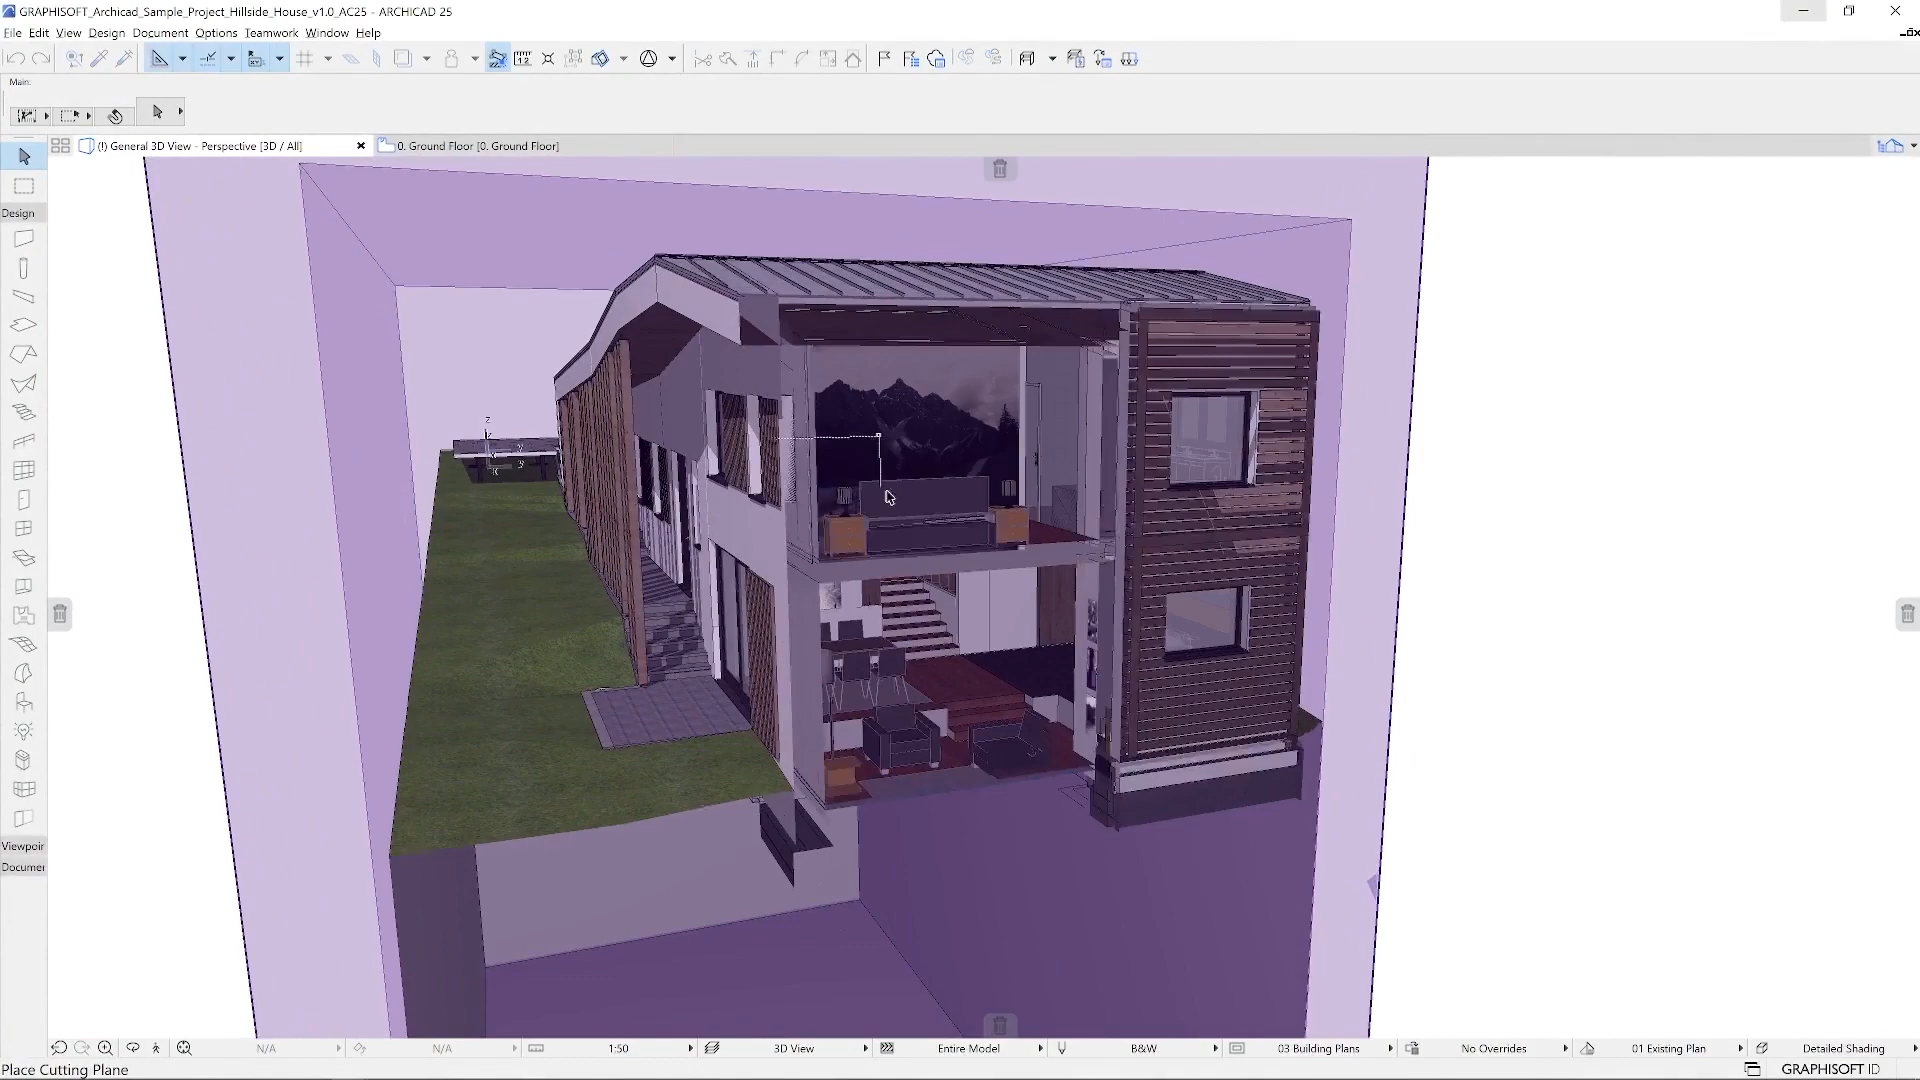 GRAPHISOFT_Archicad_Sample_Project_Hillside_House_v1.0_AC25 - ARCHICAD 25
File Edit View Design Document Options Teamwork Window Help
Main:
(!) General 3D View - Perspective [3D / All]
0. Ground Floor [0. Ground Floor]
Design
z
Viewpoir
Documer
N/A
N/A
1:50
3D View
Entire Model
B&W
03 Building Plans
No Overrides
01 Existing Plan
Detailed Shading
Place Cutting Plane
GRAPHISOFT ID